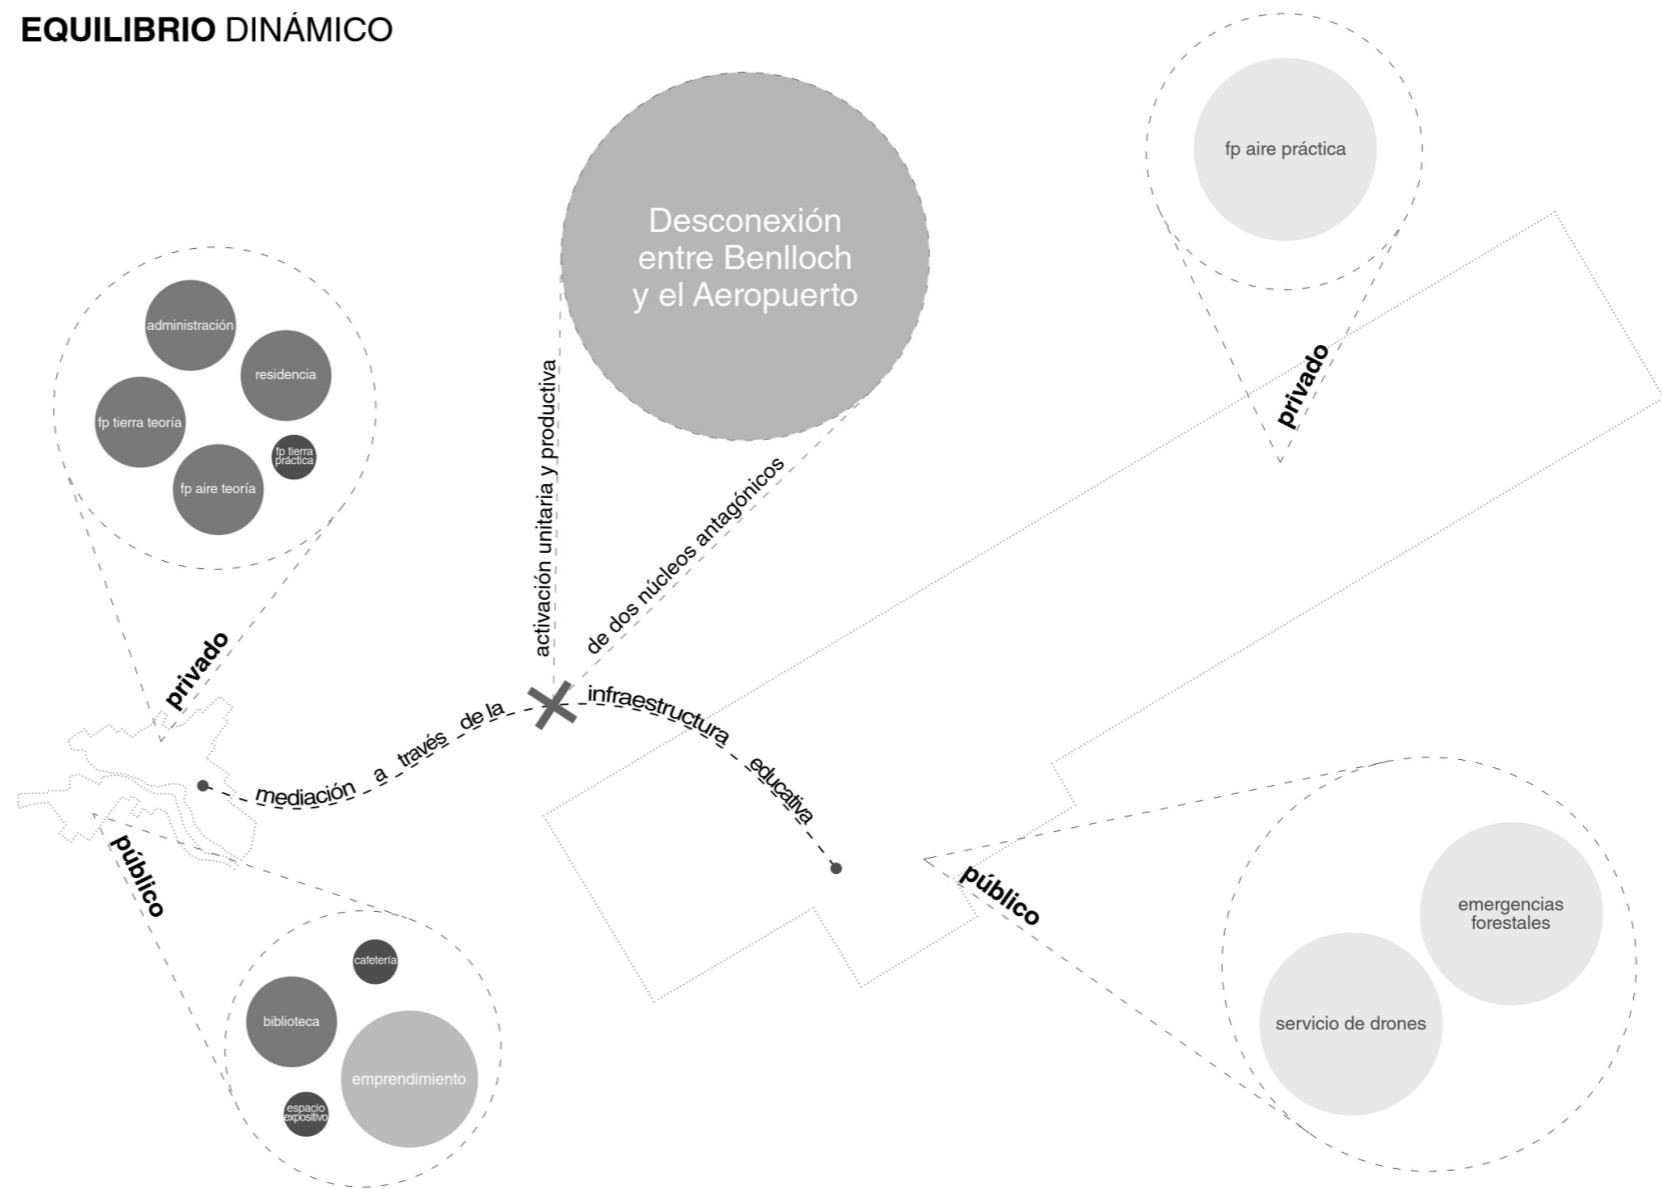 EQUILIBRIO DINÁMICO
Desconexión
entre Benlloch
y el Aeropuerto
activación unitaria y productiva
de dos núcleos antagónicos
mediación a través de la infraestructura educativa
administración
residencia
fp tierra teoría
fp tierra
práctica
fp aire teoría
privado
público
cafetería
biblioteca
emprendimiento
espacio
expositivo
fp aire práctica
privado
público
emergencias
forestales
servicio de drones